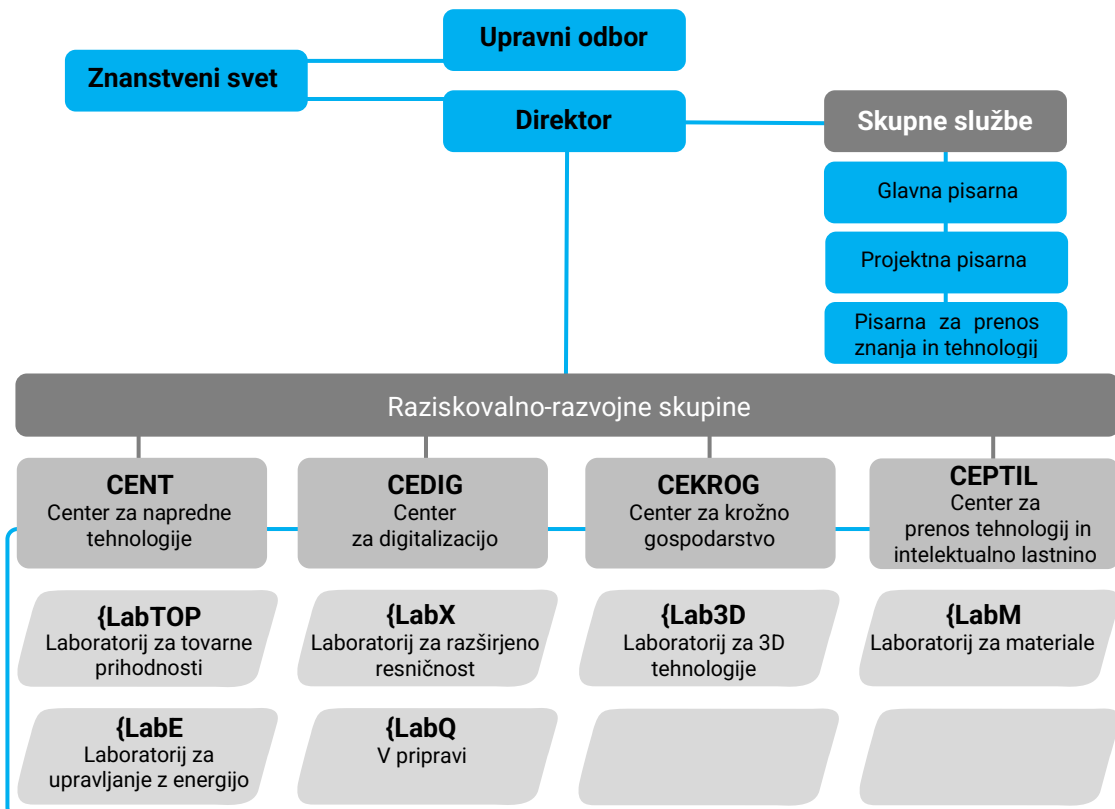 Upravni odbor
Znanstveni svet
Direktor
Skupne službe
Glavna pisarna
Projektna pisarna
Pisarna za prenos
znanja in tehnologij
Raziskovalno-razvojne skupine
CENT
Center za napredne
tehnologije
CEDIG
Center
za digitalizacijo
CEKROG
Center za krožno
gospodarstvo
CEPTIL
Center za
prenos tehnologij in
intelektualno lastnino
{LabTOP
Laboratorij za tovarne
prihodnosti
{LabX
Laboratorij za razširjeno
resničnost
{Lab3D
Laboratorij za 3D
tehnologije
{LabM
Laboratorij za materiale
{LabE
Laboratorij za
upravljanje z energijo
{LabQ
V pripravi